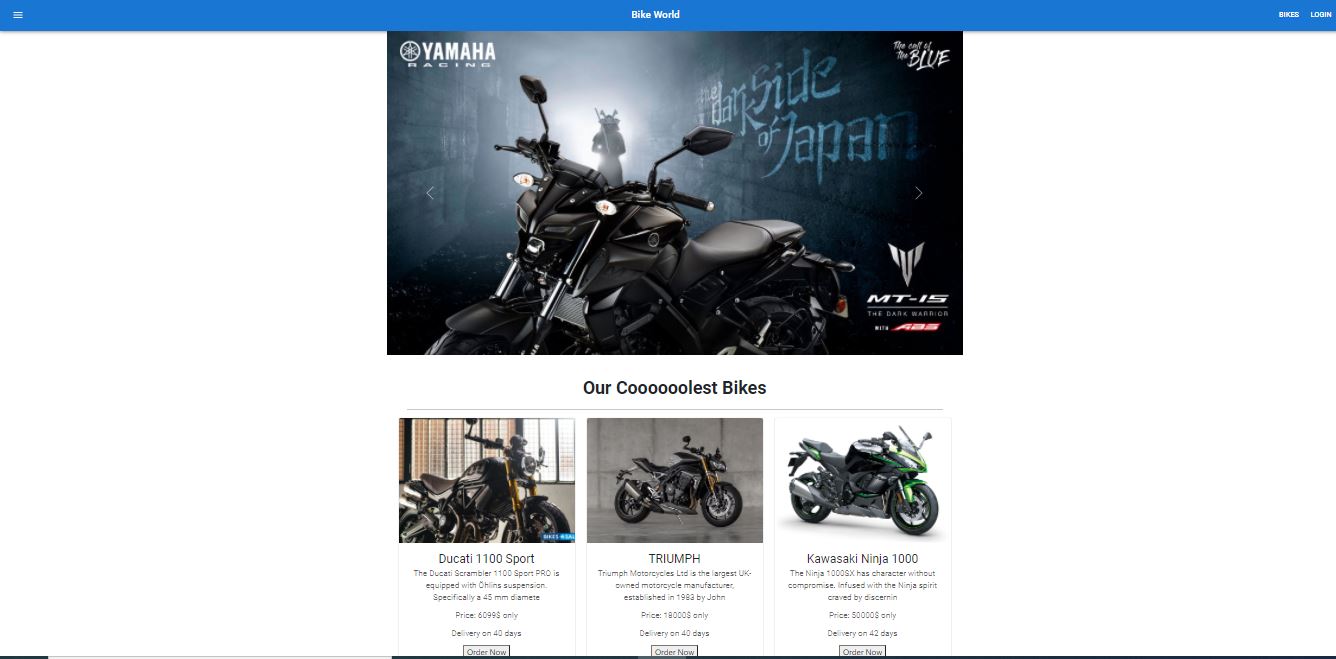 Bike World
BIKES LOGIN
YAMAHA
RACING
The call of
the BLUE
the dark side
of Japan
MT-15
THE DARK WARRIOR
WITH ABS
Our Coooooolest Bikes
Ducati 1100 Sport
The Ducati Scrambler 1100 Sport PRO is
equipped with Öhlins suspension.
Specifically a 45 mm diamete
Price: 6099$ only
Delivery on 40 days
Order Now
TRIUMPH
Triumph Motorcycles Ltd is the largest UK-
owned motorcycle manufacturer,
established in 1983 by John
Price: 18000$ only
Delivery on 40 days
Order Now
Kawasaki Ninja 1000
The Ninja 1000SX has character without
compromise. Infused with the Ninja spirit
craved by discernin
Price: 50000$ only
Delivery on 42 days
Order Now